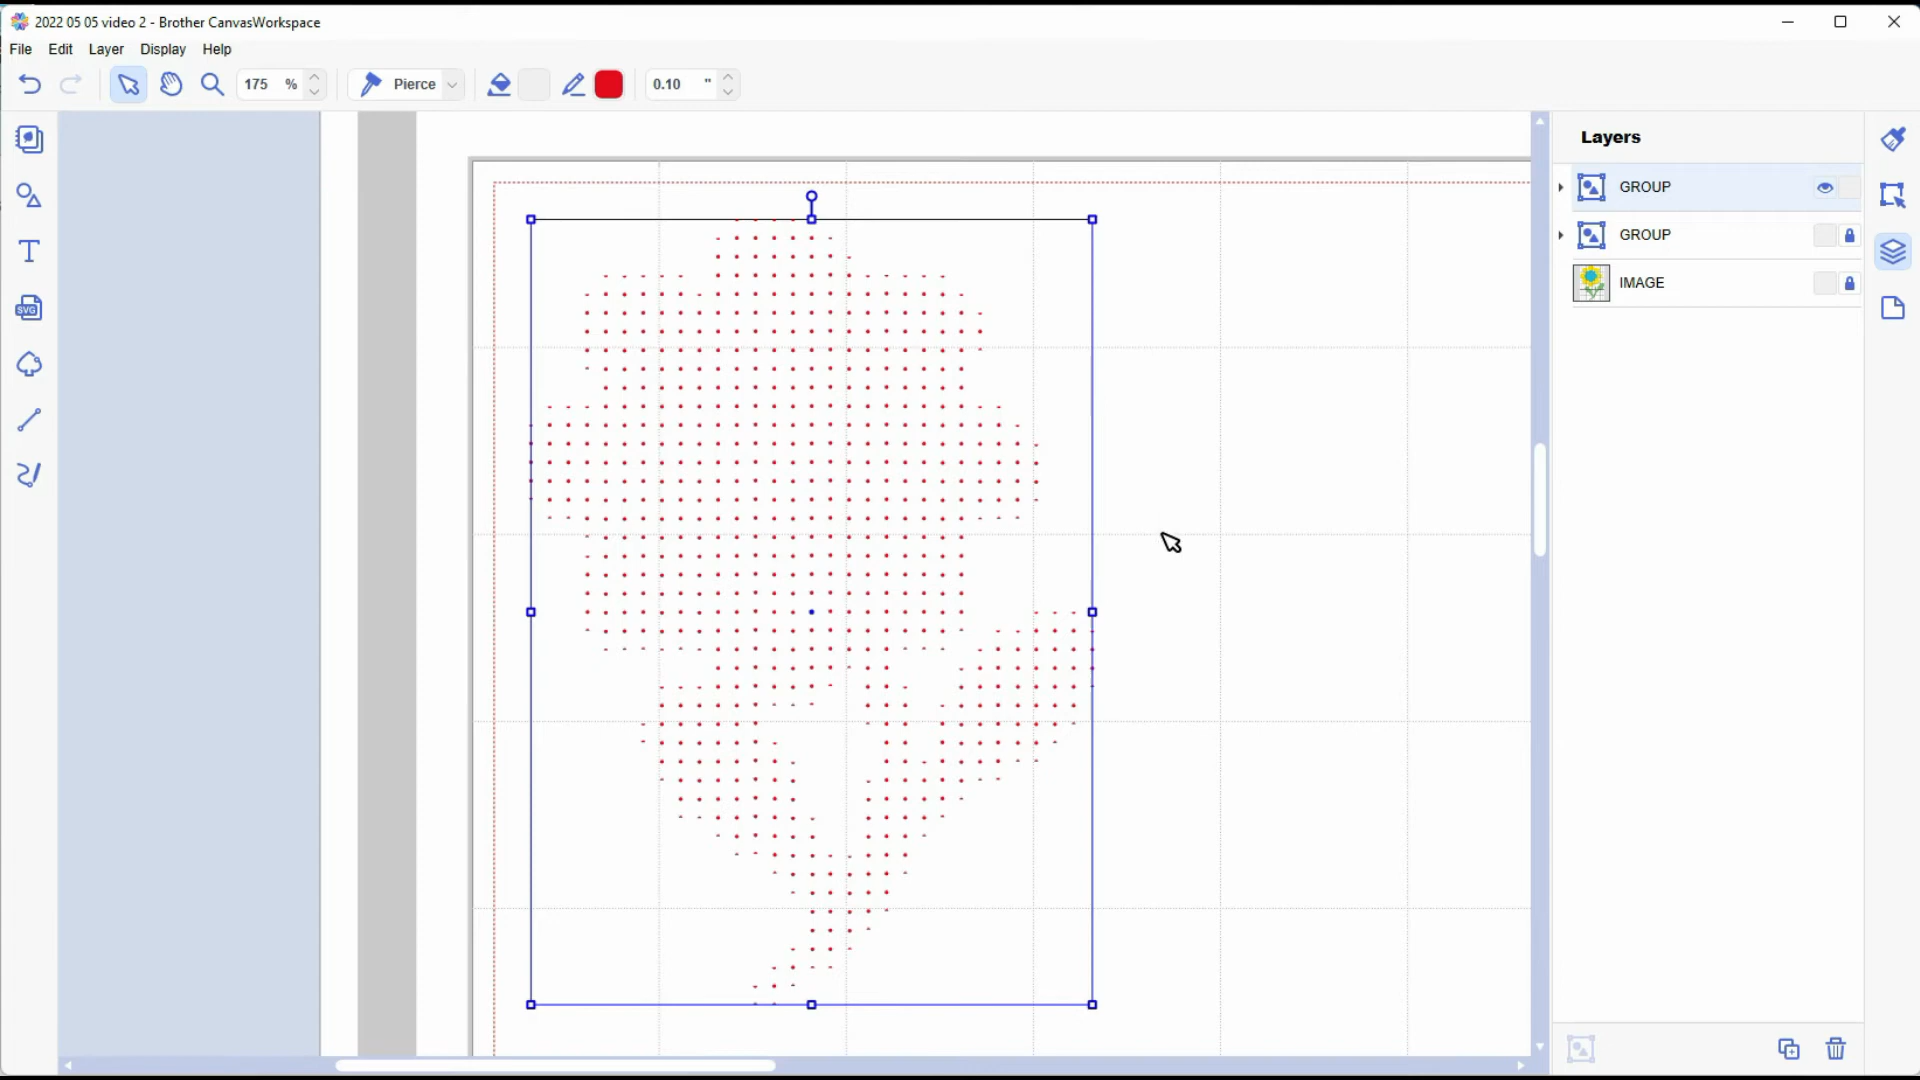 2022 05 05 video 2 - Brother CanvasWorkspace
File Edit Layer Display Help
175 % Pierce 0.10 "
Layers
GROUP
GROUP
IMAGE
T
SVG